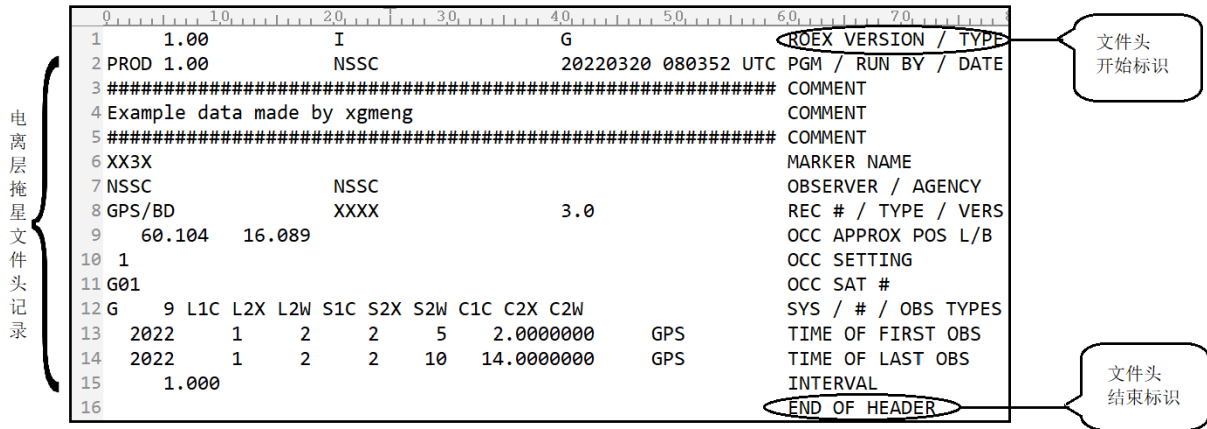 0 10 20 30 40 50 60 70
1 1.00 I G ROEX VERSION / TYPE
2 PROD 1.00 NSSC 20220320 080352 UTC PGM / RUN BY / DATE
3 ########################################################### COMMENT
4 Example data made by xgmeng COMMENT
5 ########################################################### COMMENT
6 XX3X MARKER NAME
7 NSSC NSSC OBSERVER / AGENCY
8 GPS/BD XXXX 3.0 REC # / TYPE / VERS
9 60.104 16.089 OCC APPROX POS L/B
10 1 OCC SETTING
11 G01 OCC SAT #
12 G 9 L1C L2X L2W S1C S2X S2W C1C C2X C2W SYS / # / OBS TYPES
13 2022 1 2 2 5 2.0000000 GPS TIME OF FIRST OBS
14 2022 1 2 2 10 14.0000000 GPS TIME OF LAST OBS
15 1.000 INTERVAL
16 END OF HEADER
电离层掩星文件头记录
文件头
开始标识
文件头
结束标识